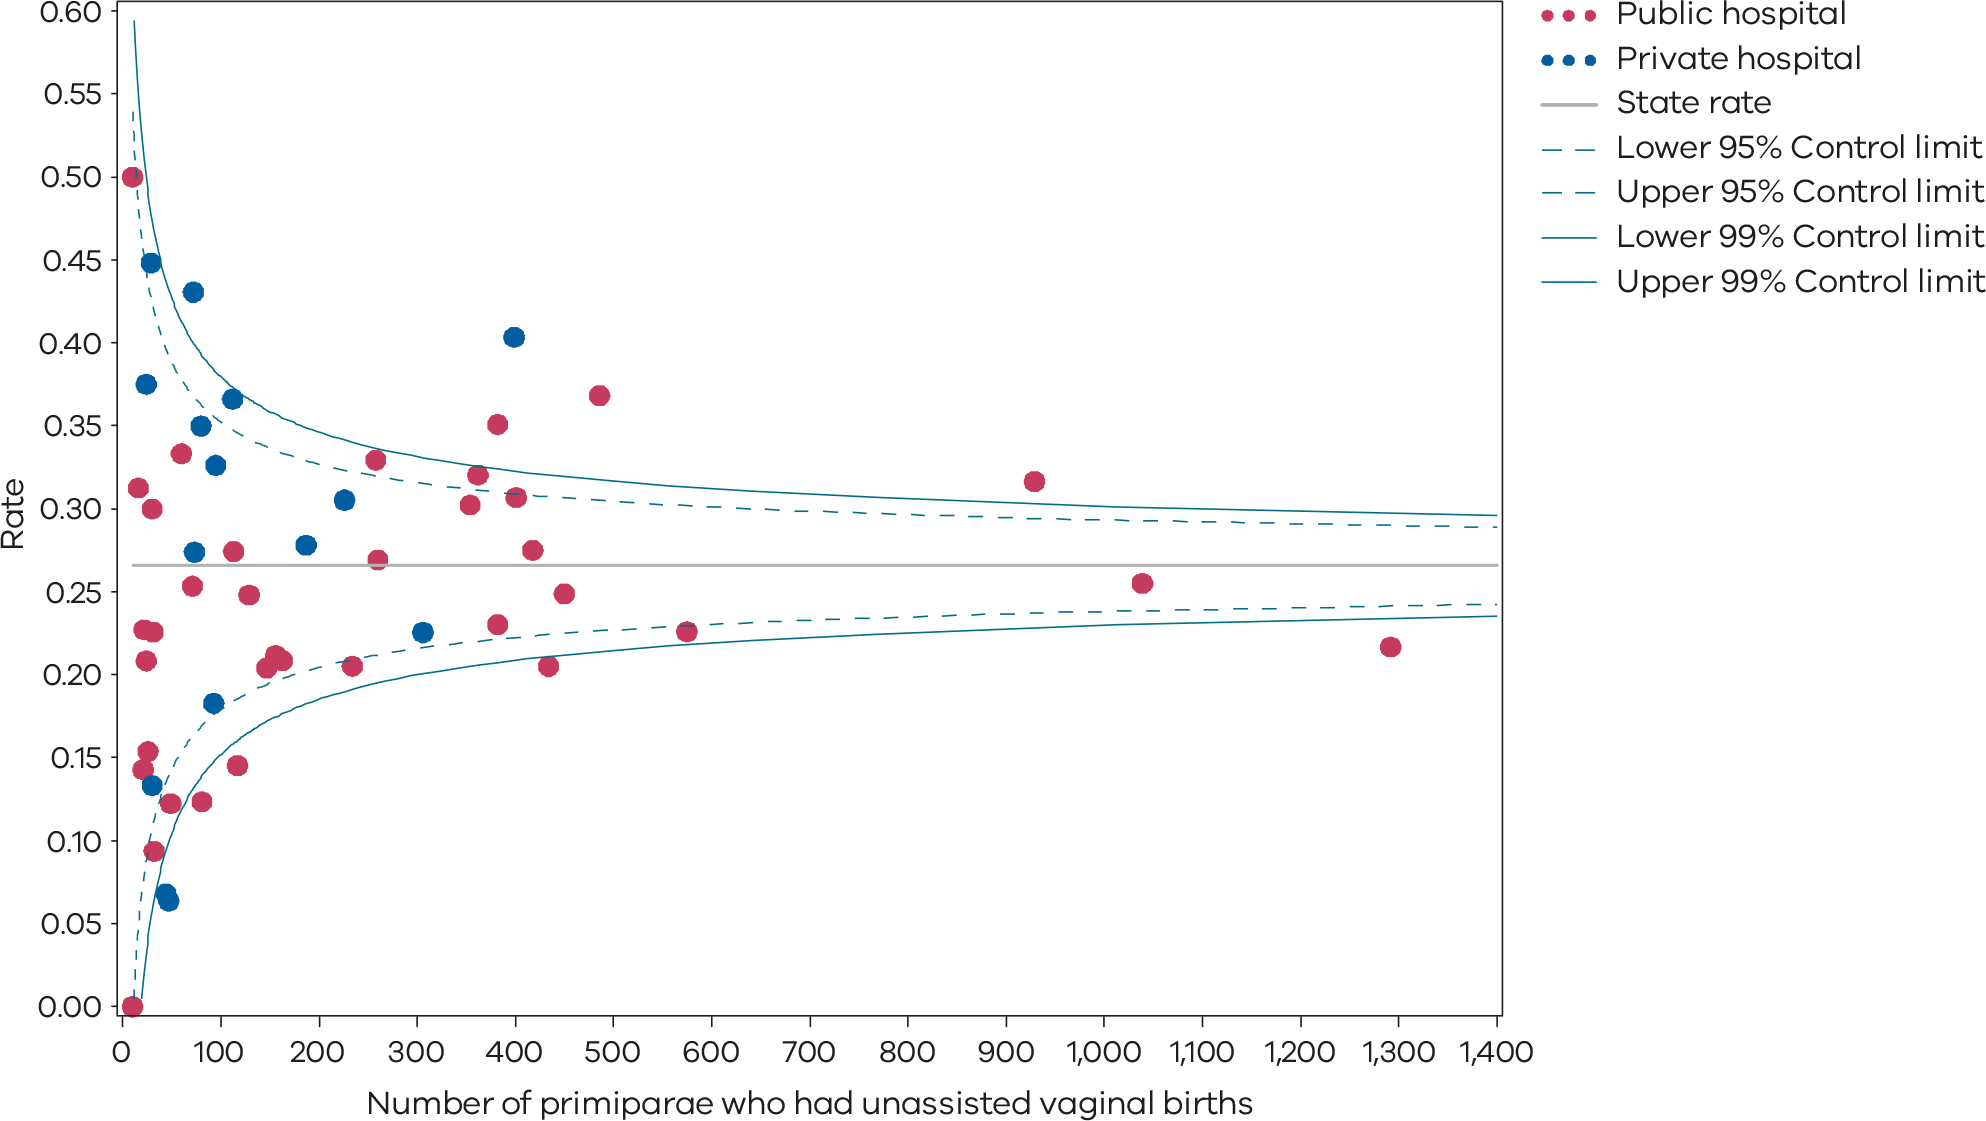 0.60
0.55
0.50
0.45
0.40
0.35
0.30
0.25
0.20
0.15
0.10
0.05
0.00
Rate
0 100 200 300 400 500 600 700 800 900 1,000 1,100 1,200 1,300 1,400
Number of primiparae who had unassisted vaginal births
Public hospital
Private hospital
State rate
Lower 95% Control limit
Upper 95% Control limit
Lower 99% Control limit
Upper 99% Control limit